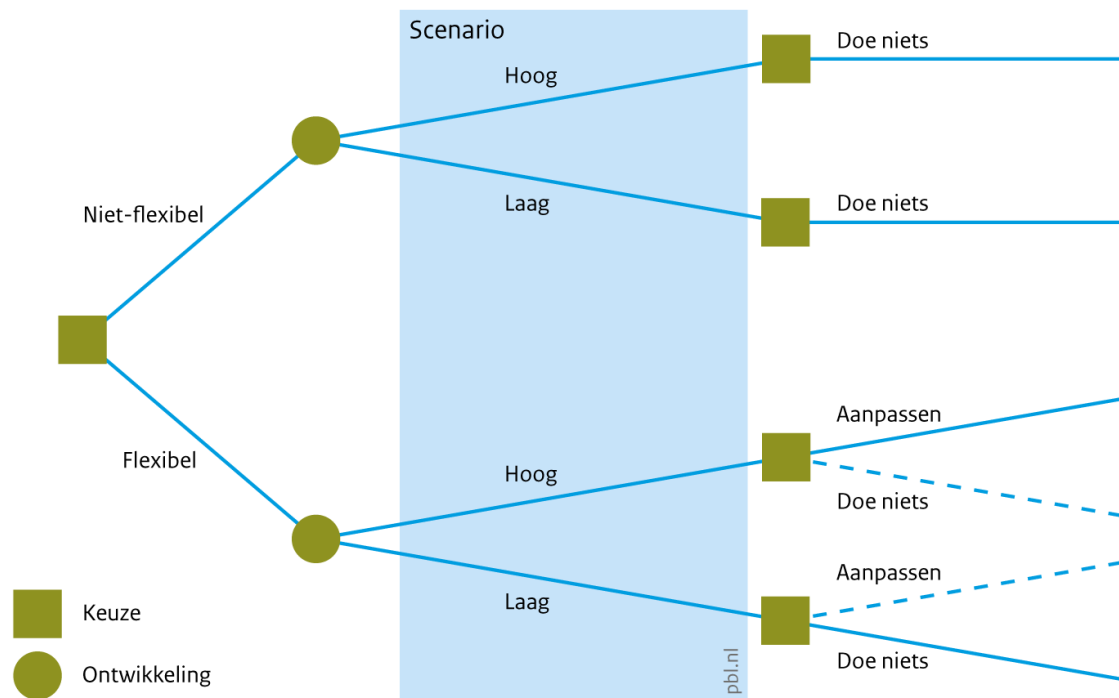 Scenario
Doe niets
Hoog
Laag
Doe niets
Niet-flexibel
Flexibel
Hoog
Aanpassen
Doe niets
Laag
Aanpassen
Doe niets
Keuze
Ontwikkeling
pbl.nl